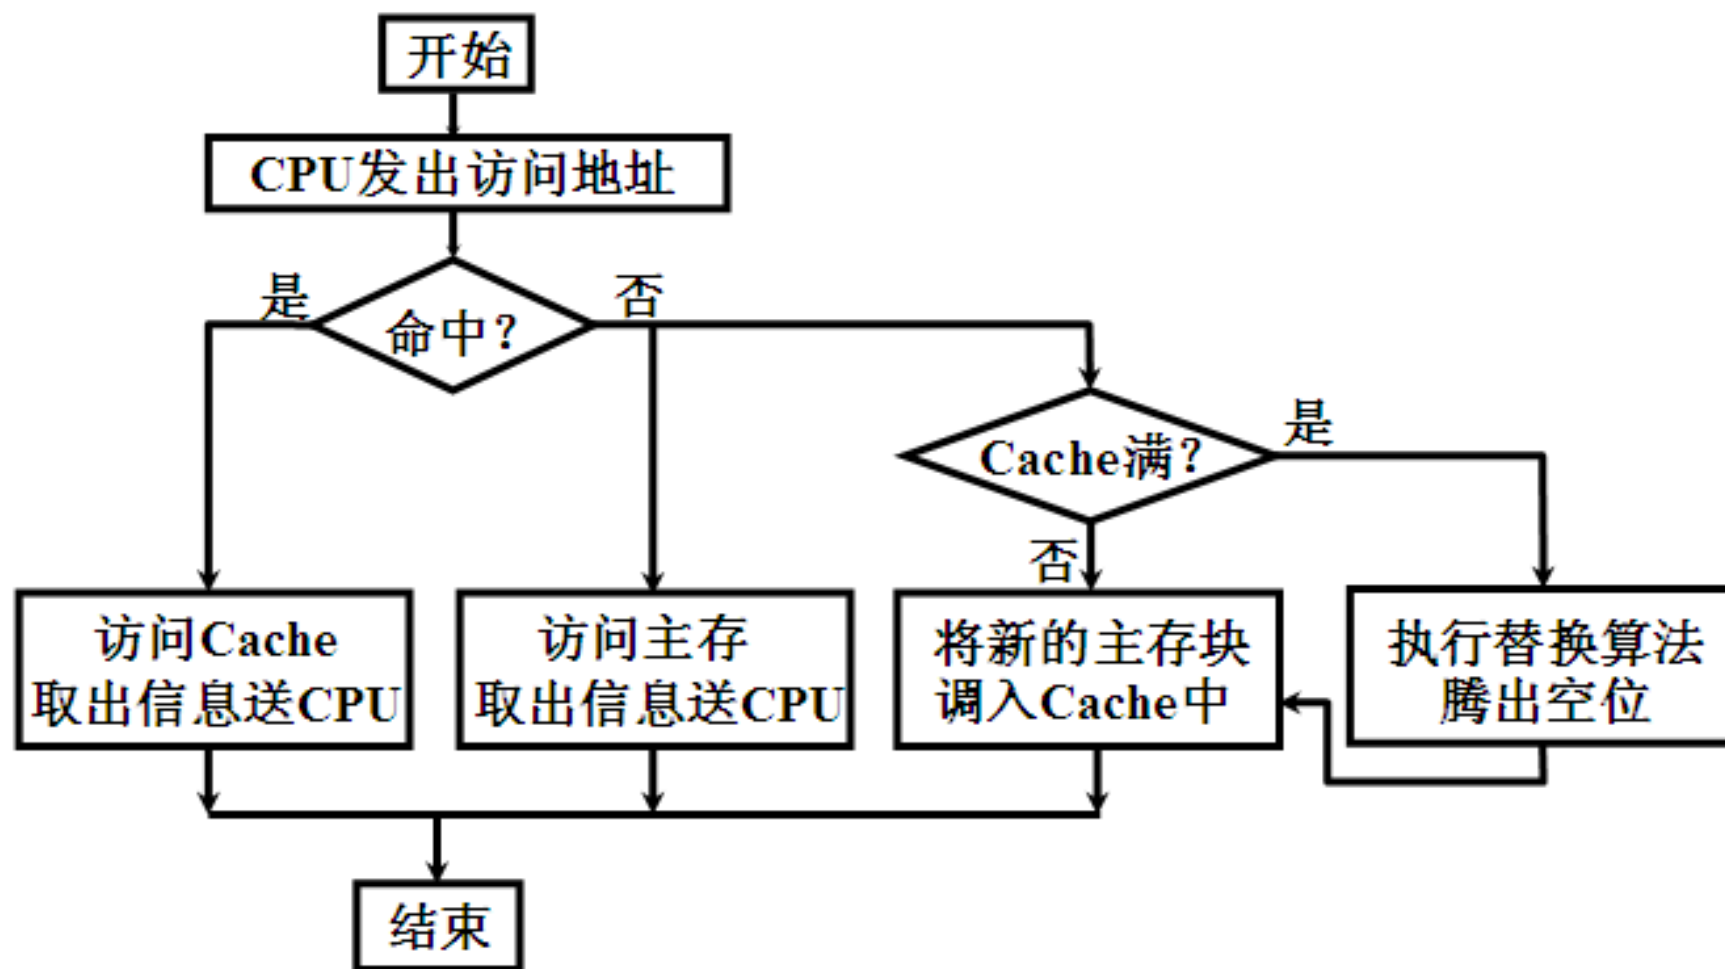 开始
CPU发出访问地址
是
否
命中？
是
Cache满？
否
访问Cache
取出信息送CPU
访问主存
取出信息送CPU
将新的主存块
调入Cache中
执行替换算法
腾出空位
结束